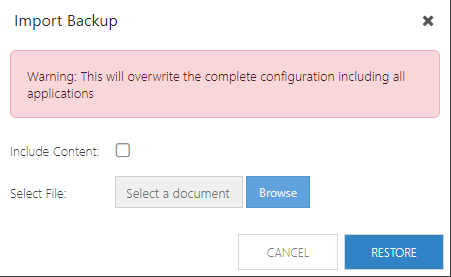 Import Backup
Warning: This will overwrite the complete configuration including all
applications
Include Content:
Select File:
Select a document
Browse
CANCEL
RESTORE